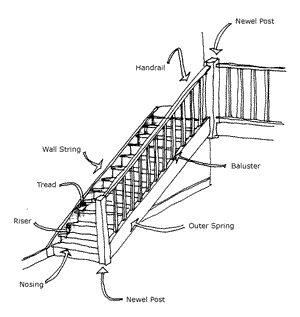 Newel Post
Handrail
Wall String
Baluster
Tread
Riser
Outer Spring
Nosing
Newel Post